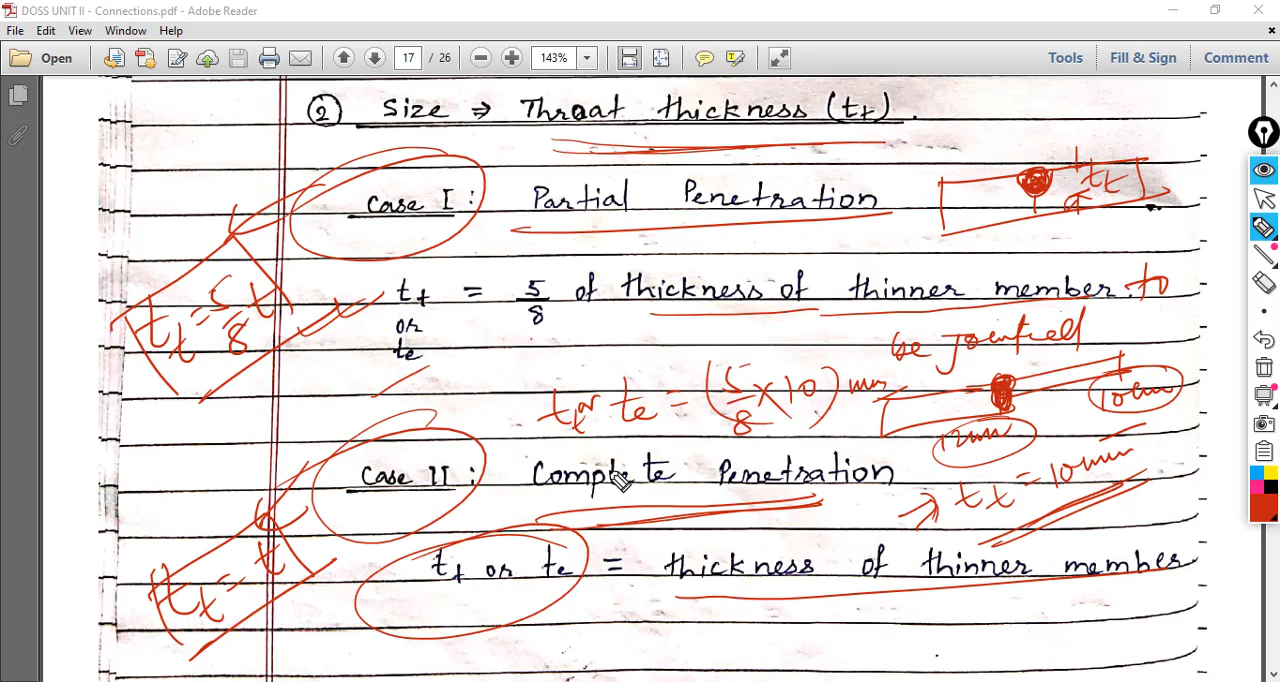 DOSS UNIT II - Connections.pdf - Adobe Reader
File Edit View Window Help
Open 17 / 26 143% Tools Fill & Sign Comment
② Size ⇒ Throat thickness (tt).
Case I : Partial Penetration tt
tt = 5/8 of thickness of thinner member. to
or
te
be jointied
tt = 5/8 t
tt or te = (5/8 × 10) mm
10mm
12mm
Case II : Complete Penetration
→ tt = 10mm
tt or te = thickness of thinner member
tt = t